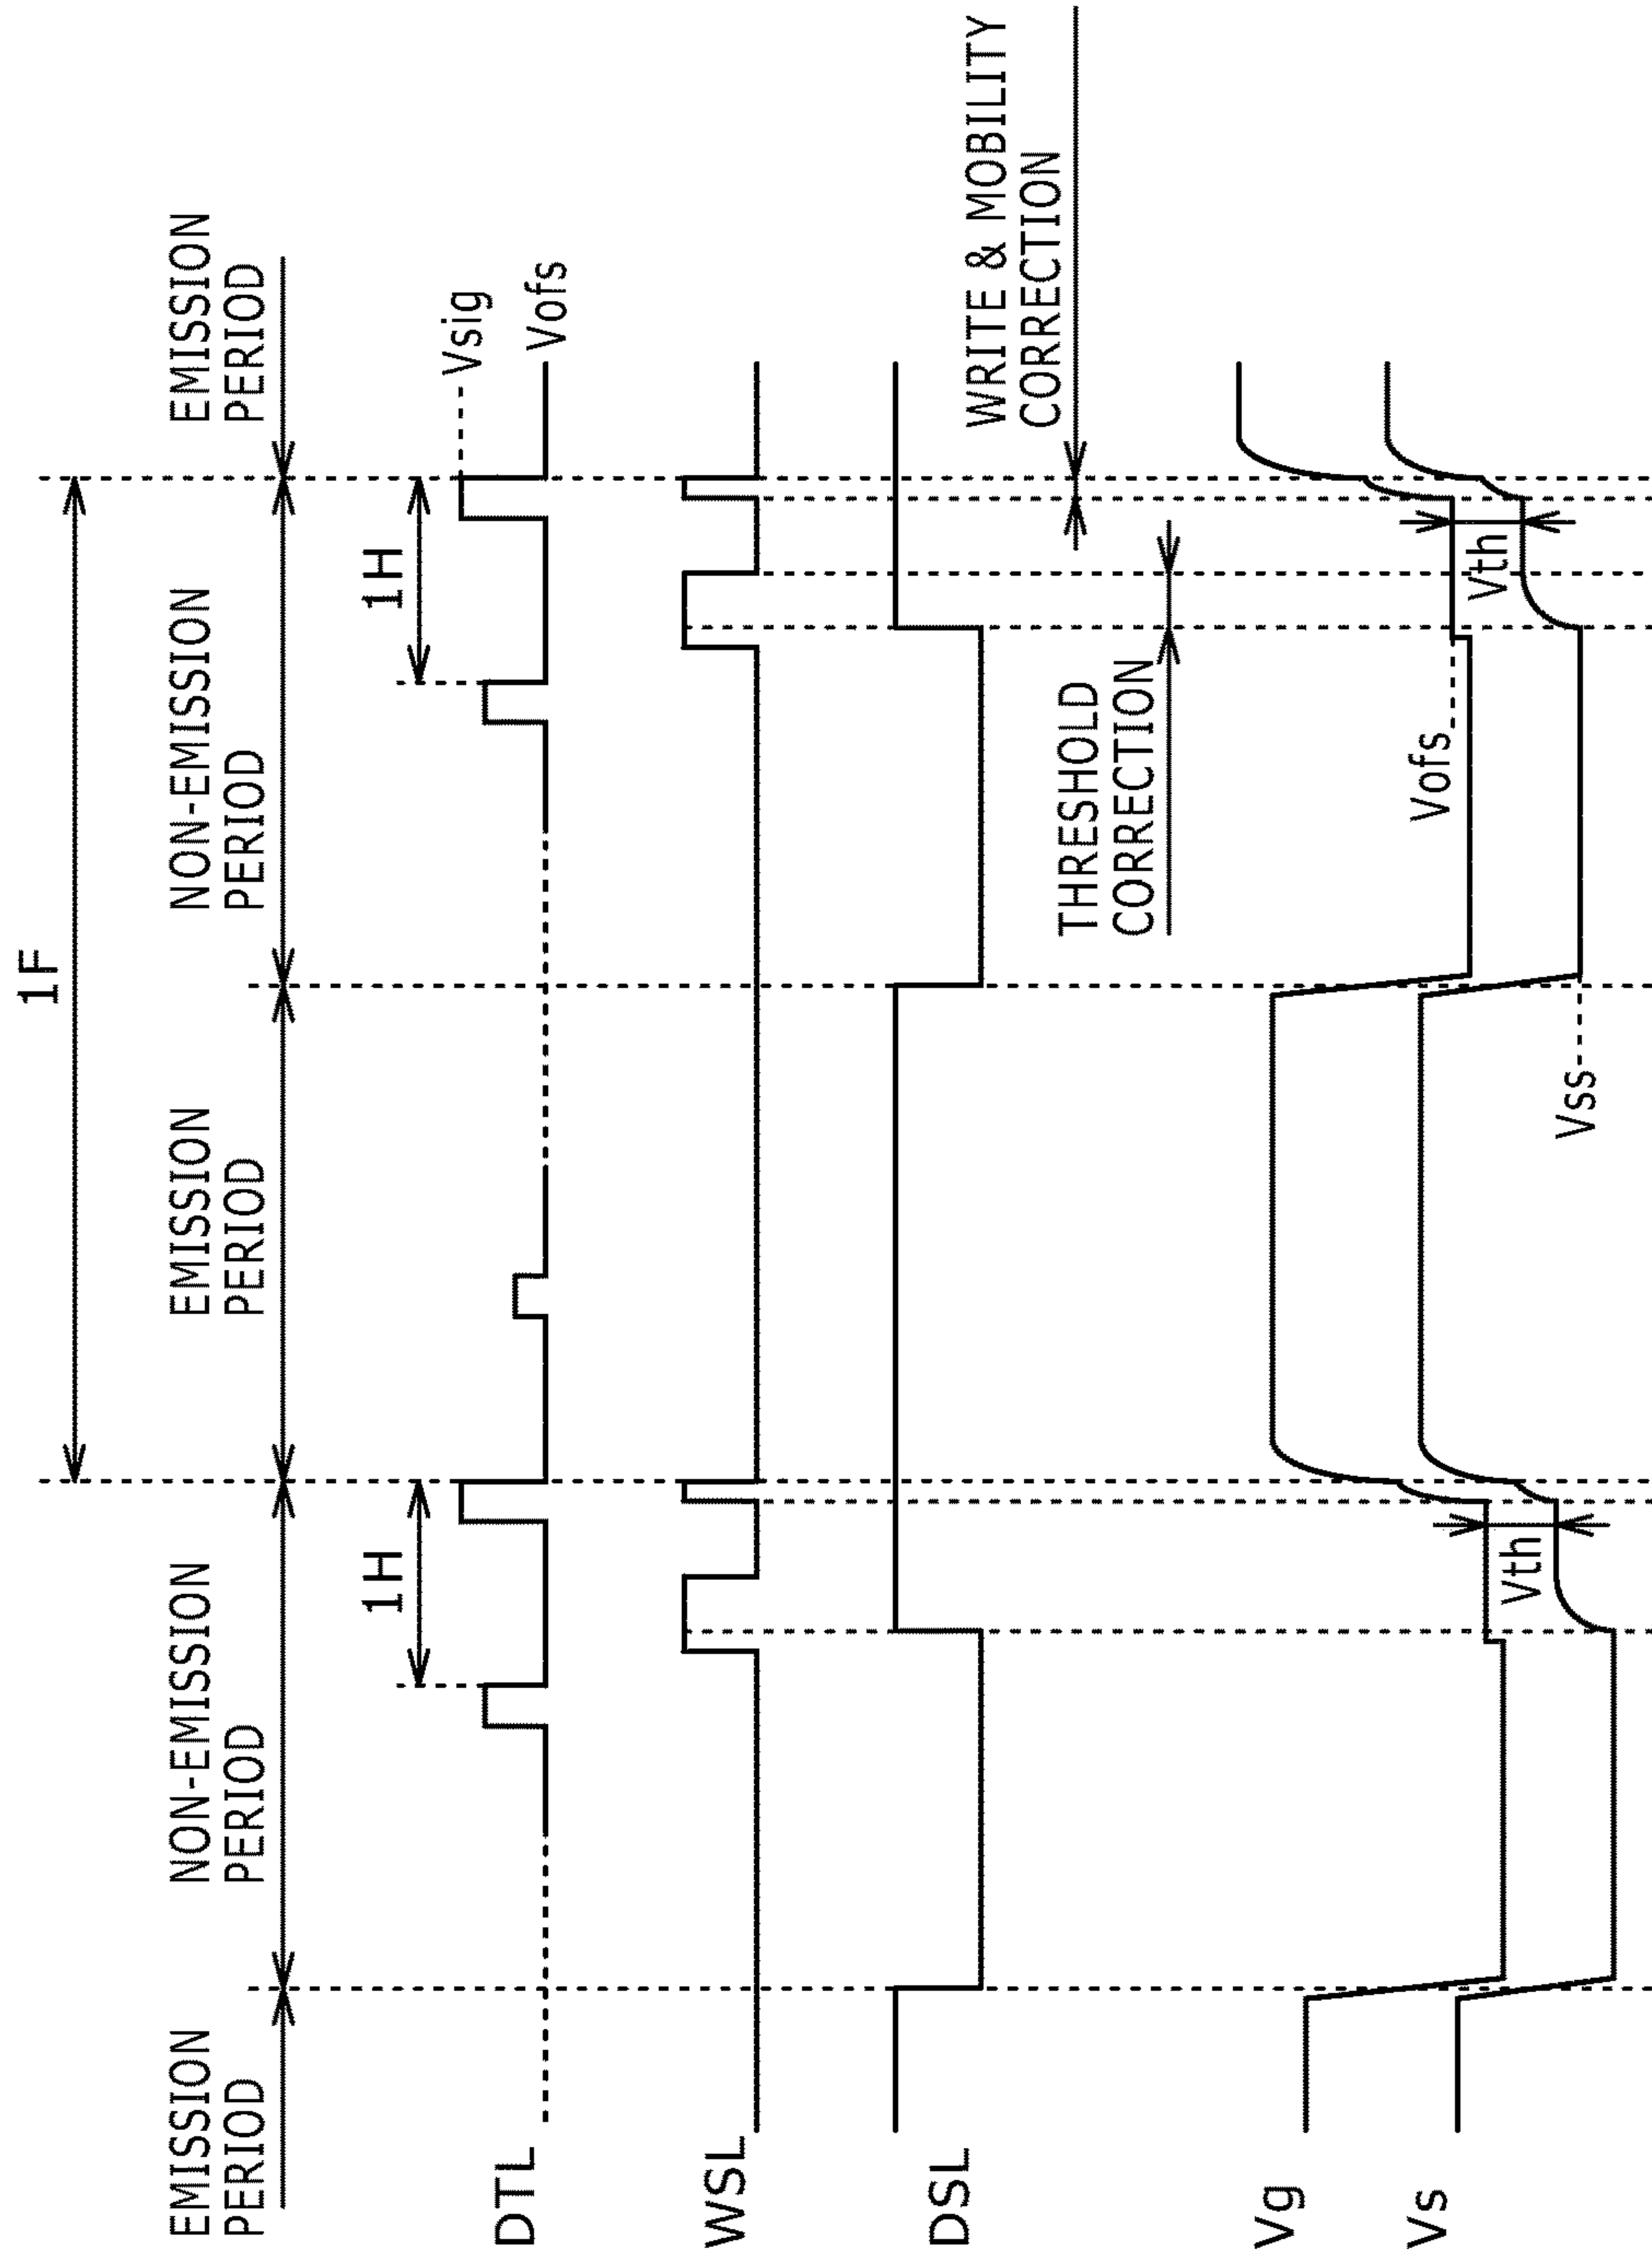 1F
EMISSION
PERIOD
NON-EMISSION
PERIOD
EMISSION
PERIOD
NON-EMISSION
PERIOD
EMISSION
PERIOD
1H
1H
Vsig
Vofs
DTL
WSL
DSL
WRITE & MOBILITY
CORRECTION
THRESHOLD
CORRECTION
Vg
Vs
Vth
Vss
Vofs
Vth